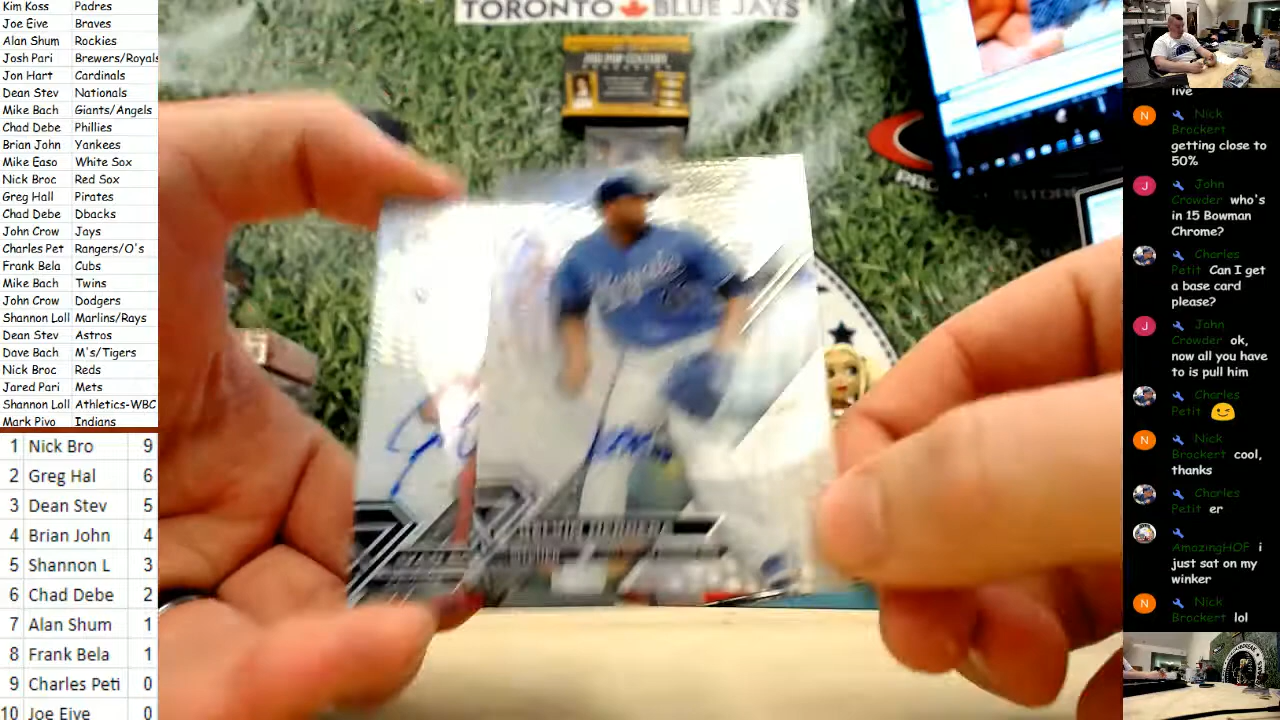 Kim Koss Padres
Joe Eive Braves
Alan Shum Rockies
Josh Pari Brewers/Royals
Jon Hart Cardinals
Dean Stev Nationals
Mike Bach Giants/Angels
Chad Debe Phillies
Brian John Yankees
Mike Easo White Sox
Nick Broc Red Sox
Greg Hall Pirates
Chad Debe Dbacks
John Crow Jays
Charles Pet Rangers/O's
Frank Bela Cubs
Mike Bach Twins
John Crow Dodgers
Shannon Loll Marlins/Rays
Dean Stev Astros
Dave Bach M's/Tigers
Nick Broc Reds
Jared Pari Mets
Shannon Loll Athletics-WBC
Mark Pivo Indians
1 Nick Bro 9
2 Greg Hal 6
3 Dean Stev 5
4 Brian John 4
5 Shannon L 3
6 Chad Debe 2
7 Alan Shum 1
8 Frank Bela 1
9 Charles Peti 0
10 Joe Eive 0
TORONTO BLUE JAYS
Royals
live
N Nick
Brockert
getting close to
50%
J John
Crowder who's
in 15 Bowman
Chrome?
Charles
Petit Can I get
a base card
please?
J John
Crowder ok,
now all you have
to is pull him
Charles
Petit 😉
N Nick
Brockert cool,
thanks
Charles
Petit er
AmazingHOF i
just sat on my
winker
N Nick
Brockert lol